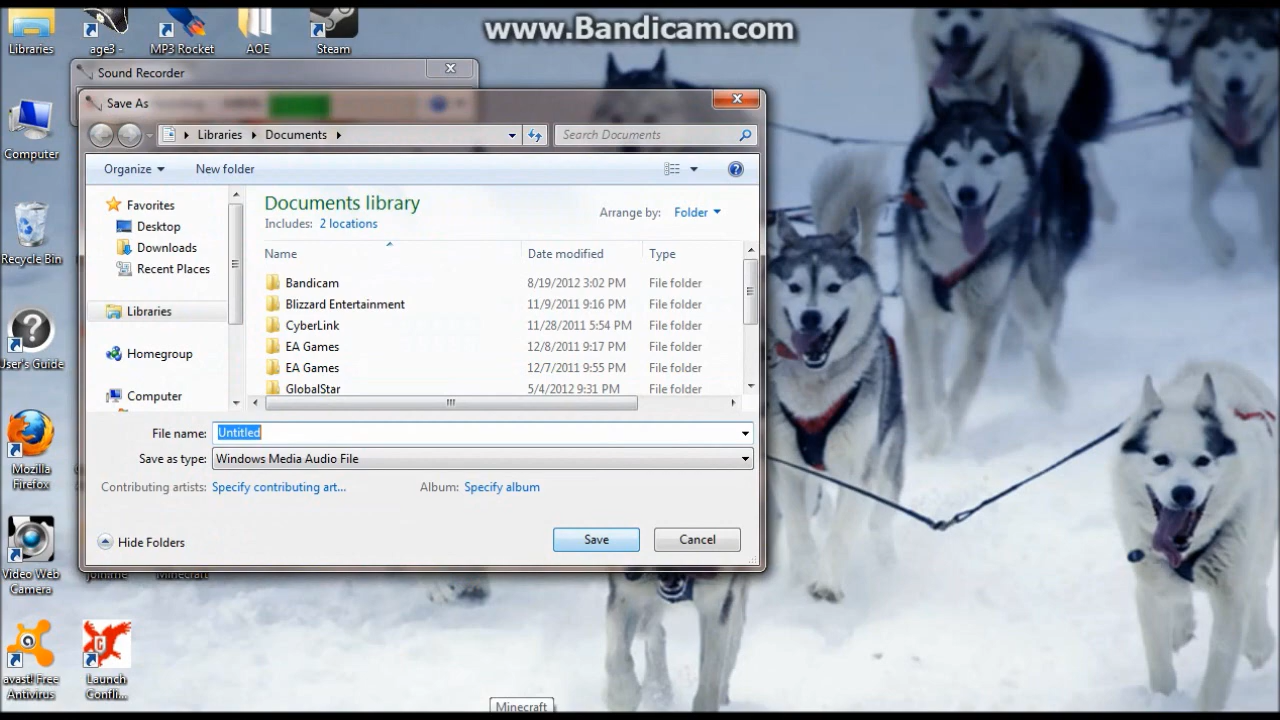 www.Bandicam.com
Libraries
age3 -
MP3 Rocket
AOE
Steam
Sound Recorder
Save As
Libraries
Documents
Search Documents
Organize
New folder
Computer
Favorites
Desktop
Downloads
Recent Places
Libraries
Homegroup
Computer
Documents library
Includes: 2 locations
Arrange by: Folder
Name Date modified Type
Bandicam 8/19/2012 3:02 PM File folder
Blizzard Entertainment 11/9/2011 9:16 PM File folder
CyberLink 11/28/2011 5:54 PM File folder
EA Games 12/8/2011 9:17 PM File folder
EA Games 12/7/2011 9:55 PM File folder
GlobalStar 5/4/2012 9:31 PM File folder
Recycle Bin
User's Guide
File name: Untitled
Save as type: Windows Media Audio File
Contributing artists: Specify contributing art...
Album: Specify album
Hide Folders
Save
Cancel
Mozilla
Firefox
Video Web
Camera
join.me
Minecraft
avast! Free
Antivirus
Launch
Confli...
Minecraft